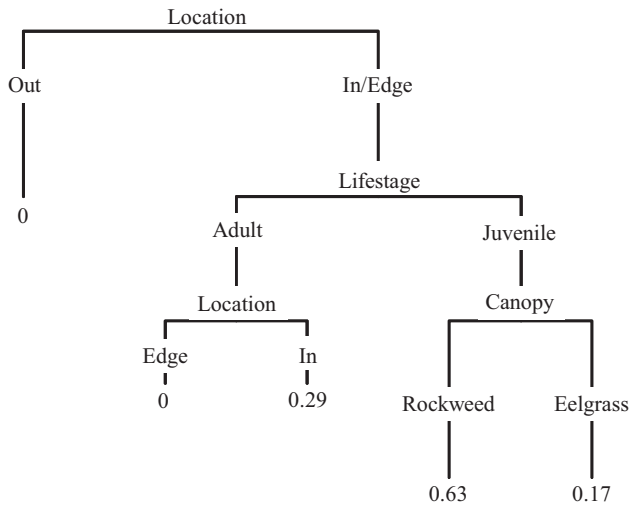 Location
Out
In/Edge
Lifestage
0
Adult
Juvenile
Location
Canopy
Edge
In
0
0.29
Rockweed
Eelgrass
0.63
0.17